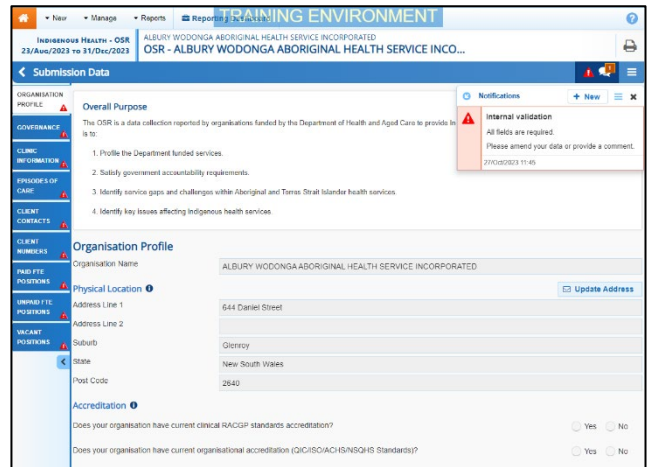 New
Manage
Reports
Reporting
TRAINING ENVIRONMENT
INDIGENOUS HEALTH - OSR
23/AUG/2023 TO 31/DEC/2023
ALBURY WODONGA ABORIGINAL HEALTH SERVICE INCORPORATED
OSR - ALBURY WODONGA ABORIGINAL HEALTH SERVICE INCO...
Submission Data
1
ORGANISATION
PROFILE
GOVERNANCE
CLINIC
INFORMATION
EPISODES OF
CARE
CLIENT
CONTACTS
CLIENT
NUMBERS
PAID FTE
POSITIONS
UNPAID FTE
POSITIONS
VACANT
POSITIONS
Overall Purpose
The OSR is a data collection reported by organisations funded by the Department of Health and Aged Care to provide In
is to:
1. Profile the Department funded services.
2. Satisfy government accountability requirements.
3. Identify service gaps and challenges within Aboriginal and Torres Strait Islander health services.
4. Identify key issues affecting Indigenous health services
Notifications
+ New
Internal validation
All fields are required.
Please amend your data or provide a comment.
27/Oct/2023 11:45
Organisation Profile
Organisation Name
ALBURY WODONGA ABORIGINAL HEALTH SERVICE INCORPORATED
Physical Location
Update Address
Address Line 1
644 Daniel Street
Address Line 2
Suburb
Glenroy
State
New South Wales
Post Code
2640
Accreditation
Does your organisation have current clinical RACGP standards accreditation?
Yes No
Does your organisation have current organisational accreditation (QIC/ISO/ACHS/NSQHS Standards)?
Yes No